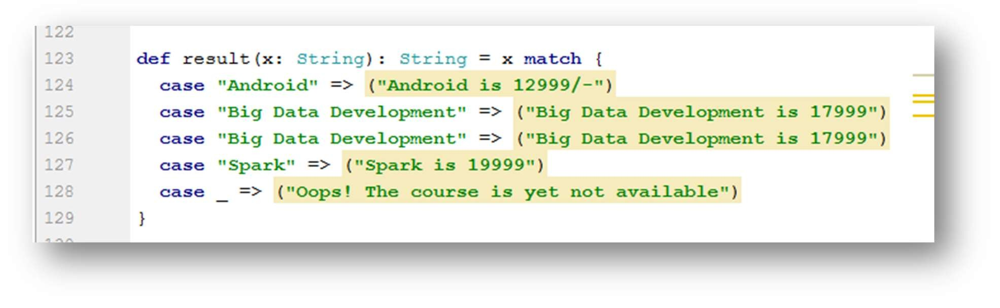 122
123 def result(x: String): String = x match {
124 case "Android" => ("Android is 12999/-")
125 case "Big Data Development" => ("Big Data Development is 17999")
126 case "Big Data Development" => ("Big Data Development is 17999")
127 case "Spark" => ("Spark is 19999")
128 case _ => ("Oops! The course is yet not available")
129 }